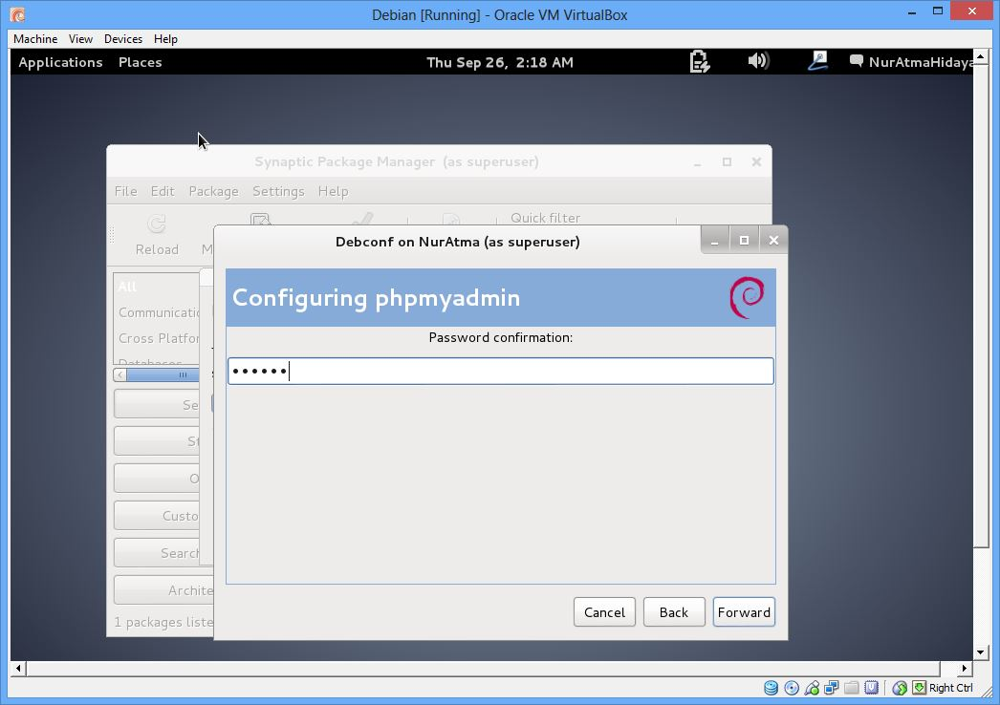 Debian [Running] - Oracle VM VirtualBox
Machine View Devices Help
Applications Places Thu Sep 26, 2:18 AM NurAtmaHidaya
Synaptic Package Manager (as superuser)
File Edit Package Settings Help
Quick filter
Reload M
Debconf on NurAtma (as superuser)
All
Configuring phpmyadmin
Communicatio
Password confirmation:
Cross Platfor
Databases
••••••
Se
St
O
Custo
Search
Archite
Cancel Back Forward
1 packages liste
Right Ctrl